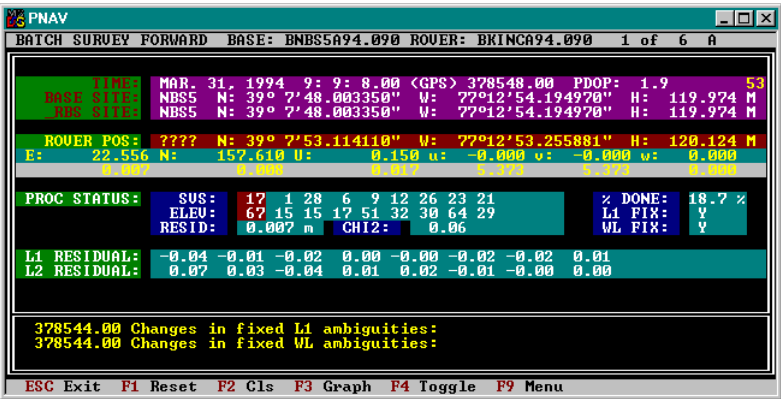 PNAV
BATCH SURVEY FORWARD BASE: BNBS5A94.090 ROVER: BKINCA94.090 1 of 6 A
TIME: MAR. 31, 1994 9: 9: 8.00 (GPS) 378548.00 PDOP: 1.9 53
BASE SITE: NBS5 N: 39° 7'48.003350" W: 77°12'54.194970" H: 119.974 M
_RBS SITE: NBS5 N: 39° 7'48.003350" W: 77°12'54.194970" H: 119.974 M
ROVER POS: ???? N: 39° 7'53.114110" W: 77°12'53.255881" H: 120.124 M
E: 22.556 N: 157.610 U: 0.150 u: -0.000 v: -0.000 w: 0.000
0.007 0.008 0.017 5.373 5.373 0.000
PROC STATUS: SVS: 17 1 28 6 9 12 26 23 21 % DONE: 18.7 %
ELEV: 67 15 15 17 51 32 30 64 29 L1 FIX: Y
RESID: 0.007 m CHI2: 0.06 WL FIX: Y
L1 RESIDUAL: -0.04 -0.01 -0.02 0.00 -0.00 -0.02 -0.02 0.01
L2 RESIDUAL: 0.07 0.03 -0.04 0.01 0.02 -0.01 -0.00 0.00
378544.00 Changes in fixed L1 ambiguities:
378544.00 Changes in fixed WL ambiguities:
ESC Exit F1 Reset F2 Cls F3 Graph F4 Toggle F9 Menu